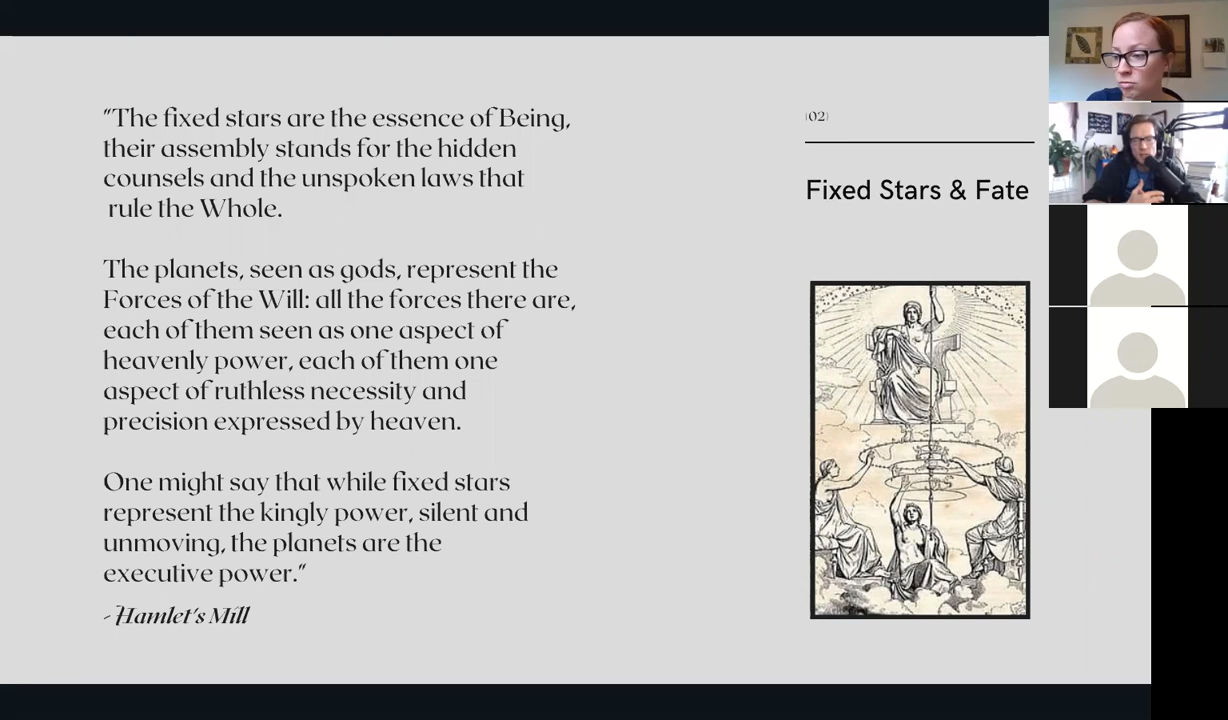 "The fixed stars are the essence of Being,
their assembly stands for the hidden
counsels and the unspoken laws that
rule the Whole.
The planets, seen as gods, represent the
Forces of the Will: all the forces there are,
each of them seen as one aspect of
heavenly power, each of them one
aspect of ruthless necessity and
precision expressed by heaven.
One might say that while fixed stars
represent the kingly power, silent and
unmoving, the planets are the
executive power."
- Hamlet's Mill
(02)
Fixed Stars & Fate